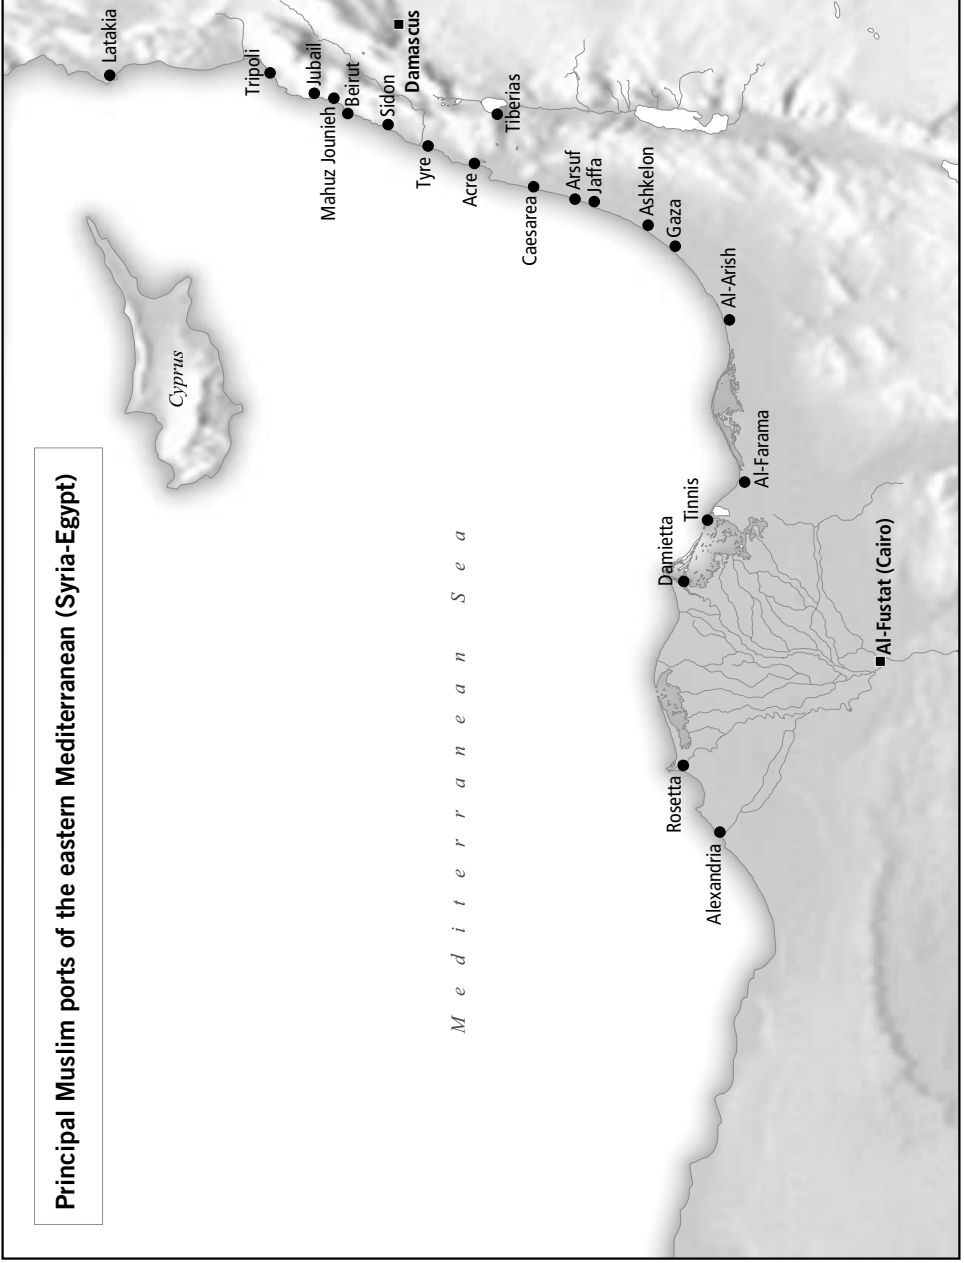 Principal Muslim ports of the eastern Mediterranean (Syria-Egypt)
Latakia
Tripoli
Jubail
Mahuz Jounieh
Beirut
Damascus
Sidon
Tyre
Tiberias
Acre
Caesarea
Arsuf
Jaffa
Ashkelon
Gaza
Al-Arish
Al-Farama
Tinnis
Damietta
Al-Fustat (Cairo)
Rosetta
Alexandria
Cyprus
Mediterranean Sea